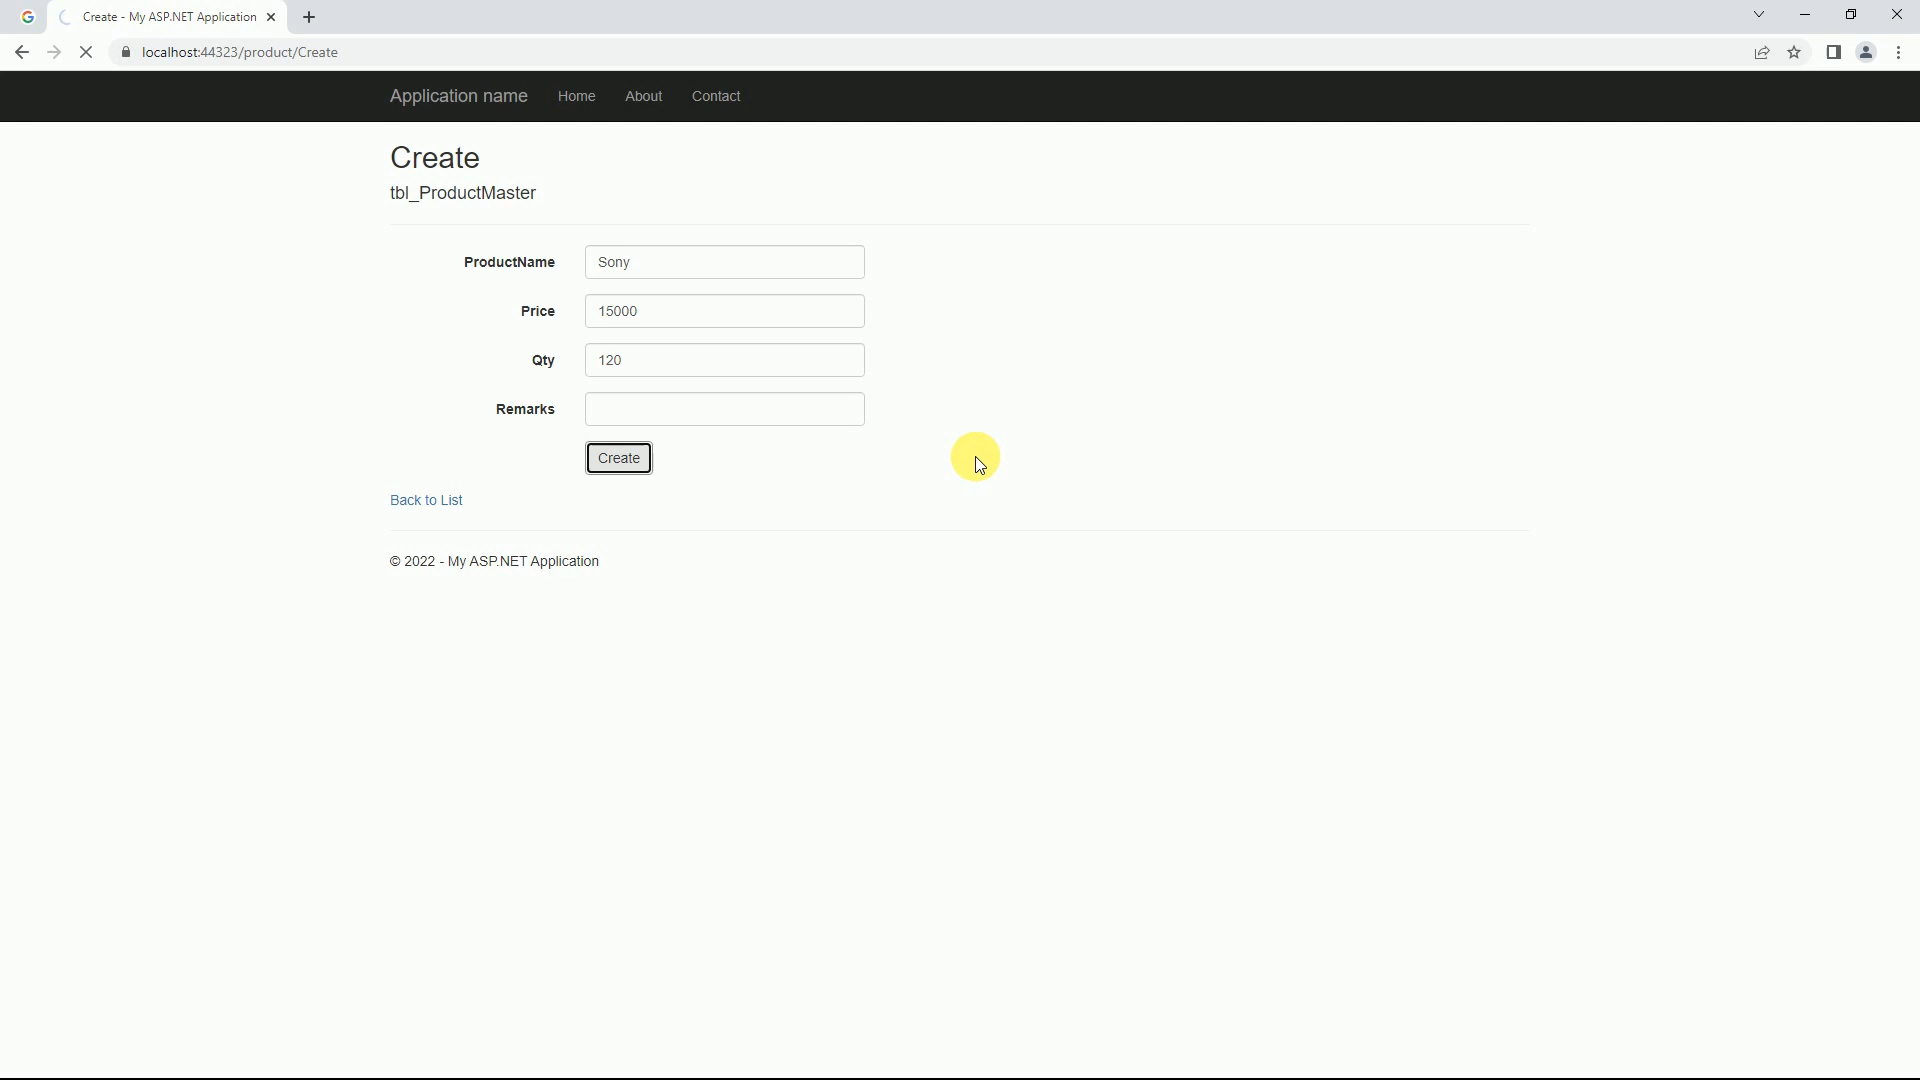 Create - My ASP.NET Application
localhost:44323/product/Create
Application name Home About Contact
Create
tbl_ProductMaster
ProductName Sony
Price 15000
Qty 120
Remarks
Create
Back to List
© 2022 - My ASP.NET Application